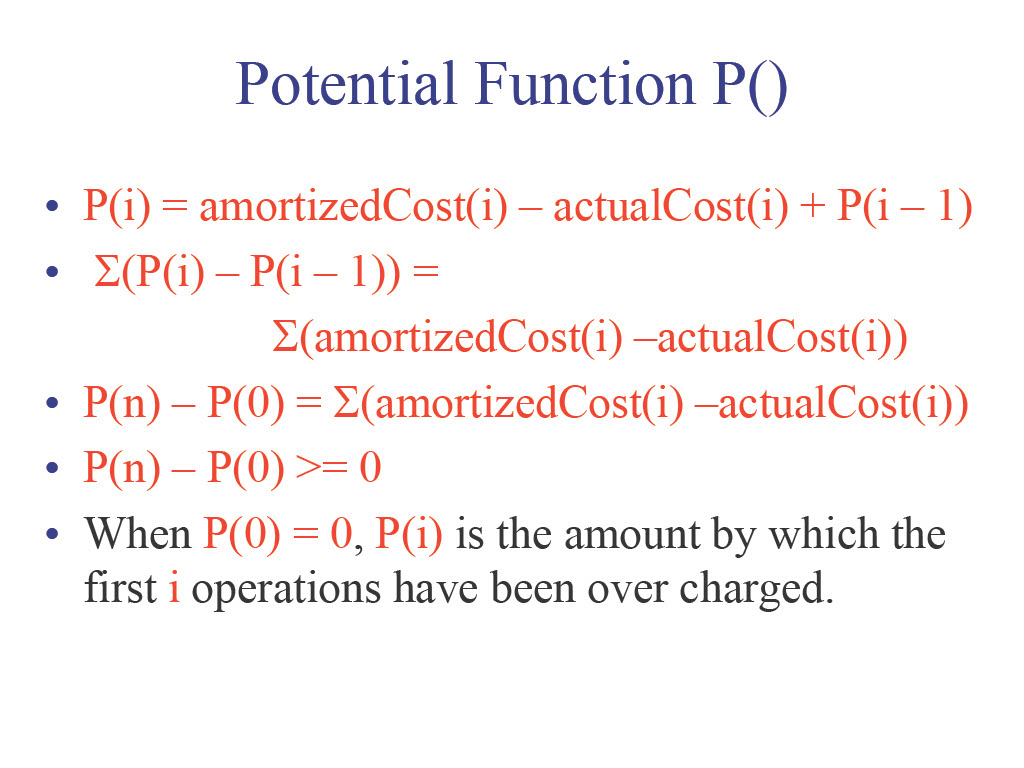 Potential Function P()
• P(i) = amortizedCost(i) – actualCost(i) + P(i – 1)
• Σ(P(i) – P(i – 1)) =
Σ(amortizedCost(i) –actualCost(i))
• P(n) – P(0) = Σ(amortizedCost(i) –actualCost(i))
• P(n) – P(0) >= 0
• When P(0) = 0, P(i) is the amount by which the
first i operations have been over charged.